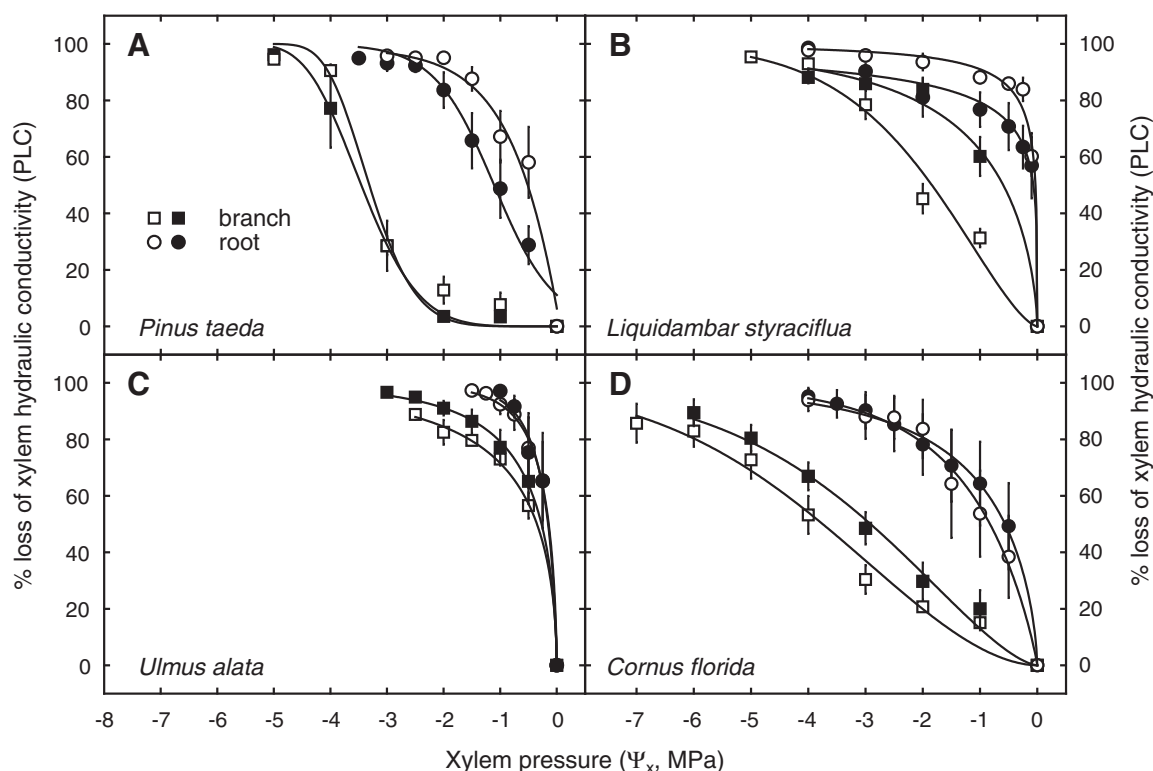 A
B
100
80
60
40
20
0
branch
root
Pinus taeda
Liquidambar styraciflua
100
80
60
40
20
0
C
D
100
80
60
40
20
0
Ulmus alata
Cornus florida
100
80
60
40
20
0
-8 -7 -6 -5 -4 -3 -2 -1 0
-7 -6 -5 -4 -3 -2 -1 0
Xylem pressure (Ψx, MPa)
% loss of xylem hydraulic conductivity (PLC)
% loss of xylem hydraulic conductivity (PLC)